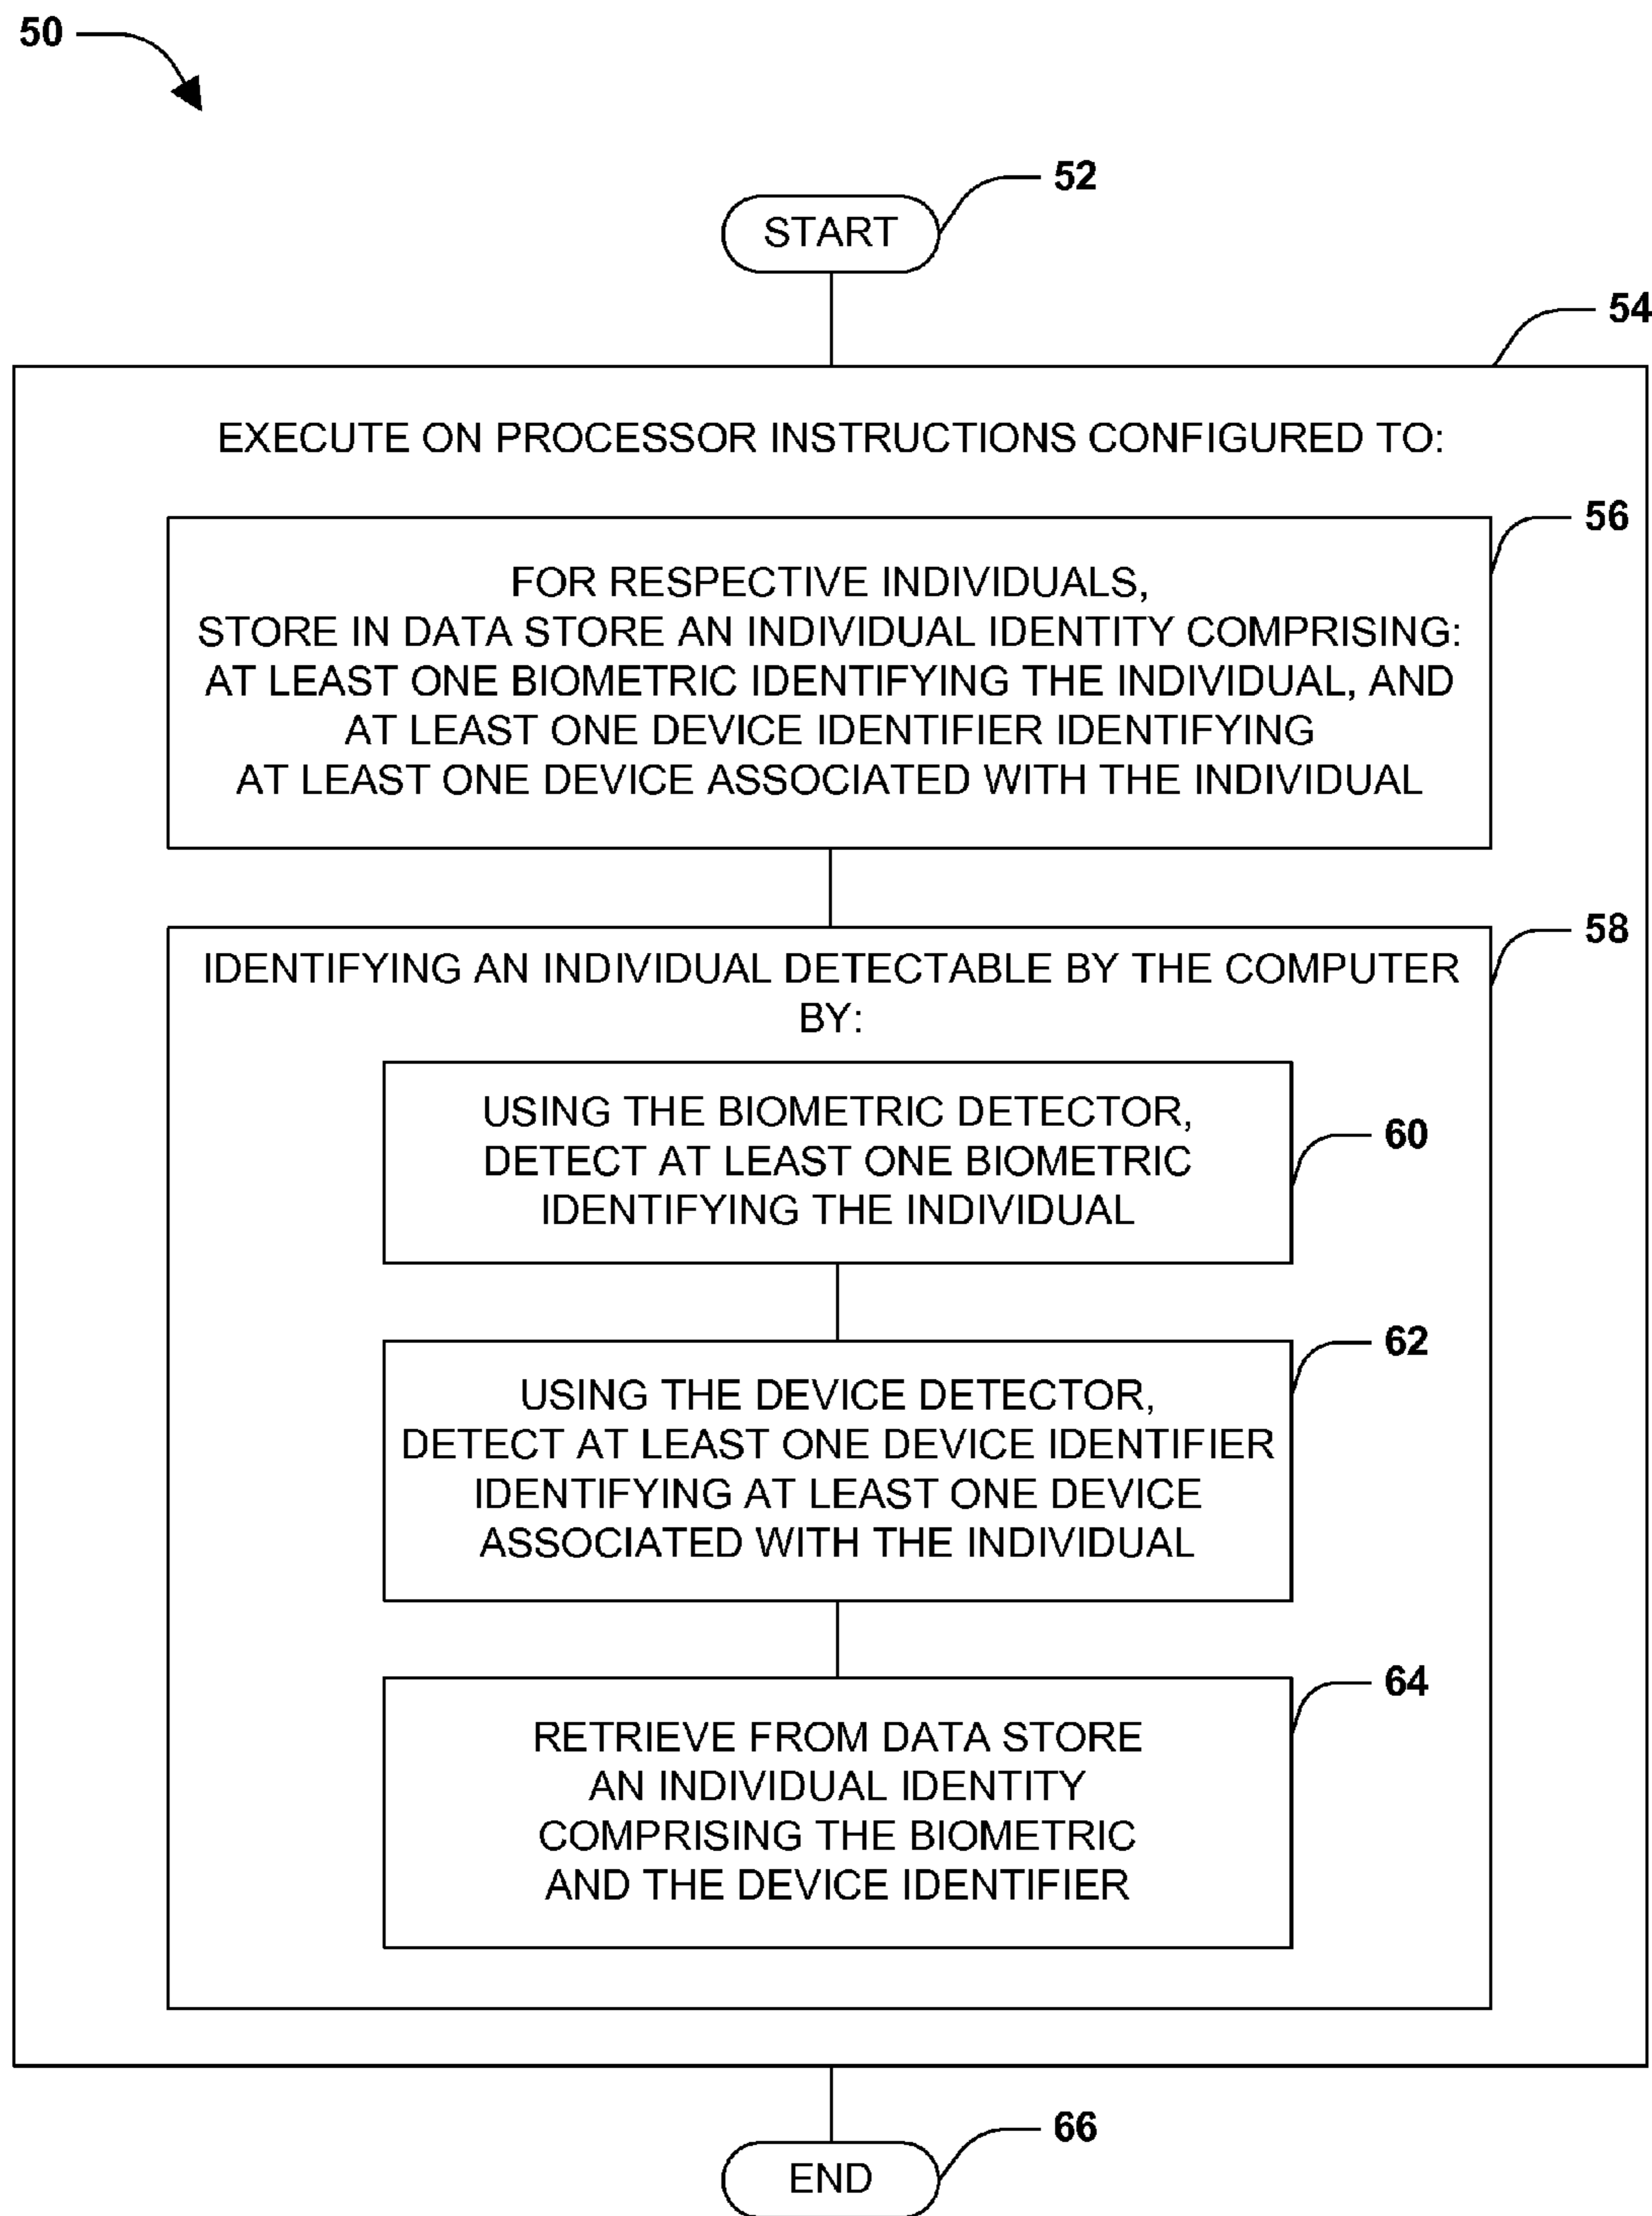 50
52
START
54
EXECUTE ON PROCESSOR INSTRUCTIONS CONFIGURED TO:
56
FOR RESPECTIVE INDIVIDUALS,
STORE IN DATA STORE AN INDIVIDUAL IDENTITY COMPRISING:
AT LEAST ONE BIOMETRIC IDENTIFYING THE INDIVIDUAL, AND
AT LEAST ONE DEVICE IDENTIFIER IDENTIFYING
AT LEAST ONE DEVICE ASSOCIATED WITH THE INDIVIDUAL
58
IDENTIFYING AN INDIVIDUAL DETECTABLE BY THE COMPUTER
BY:
USING THE BIOMETRIC DETECTOR,
DETECT AT LEAST ONE BIOMETRIC
IDENTIFYING THE INDIVIDUAL
60
62
USING THE DEVICE DETECTOR,
DETECT AT LEAST ONE DEVICE IDENTIFIER
IDENTIFYING AT LEAST ONE DEVICE
ASSOCIATED WITH THE INDIVIDUAL
64
RETRIEVE FROM DATA STORE
AN INDIVIDUAL IDENTITY
COMPRISING THE BIOMETRIC
AND THE DEVICE IDENTIFIER
66
END